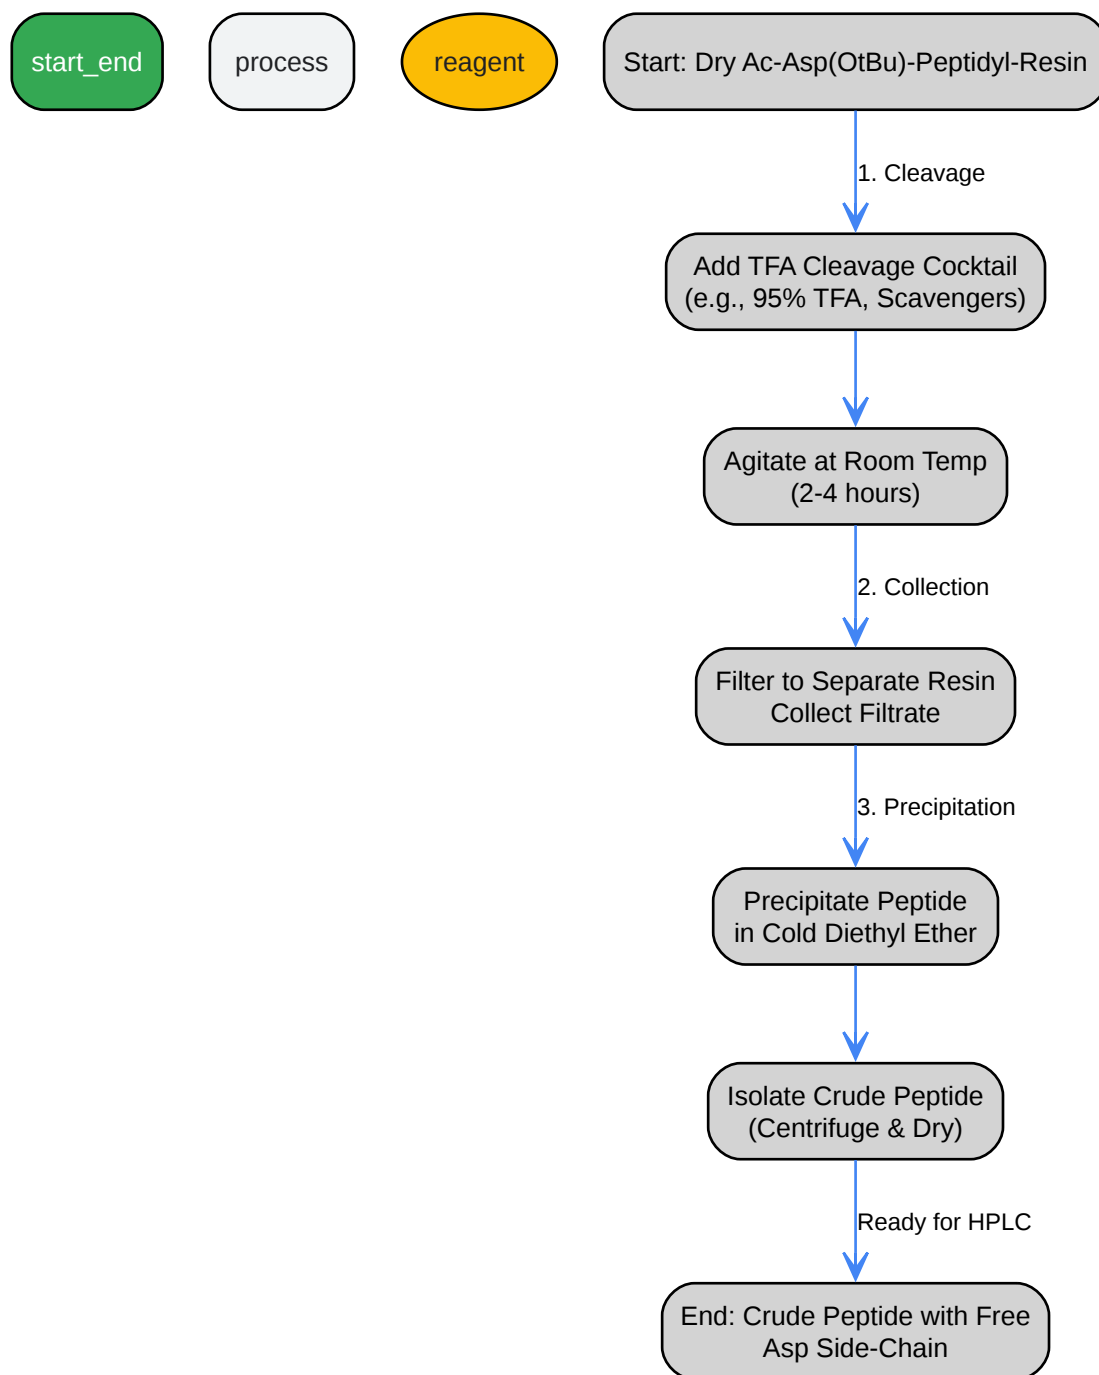 start_end
process
reagent
Start: Dry Ac-Asp(OtBu)-Peptidyl-Resin
1. Cleavage
Add TFA Cleavage Cocktail
(e.g., 95% TFA, Scavengers)
Agitate at Room Temp
(2-4 hours)
2. Collection
Filter to Separate Resin
Collect Filtrate
3. Precipitation
Precipitate Peptide
in Cold Diethyl Ether
Isolate Crude Peptide
(Centrifuge & Dry)
Ready for HPLC
End: Crude Peptide with Free
Asp Side-Chain